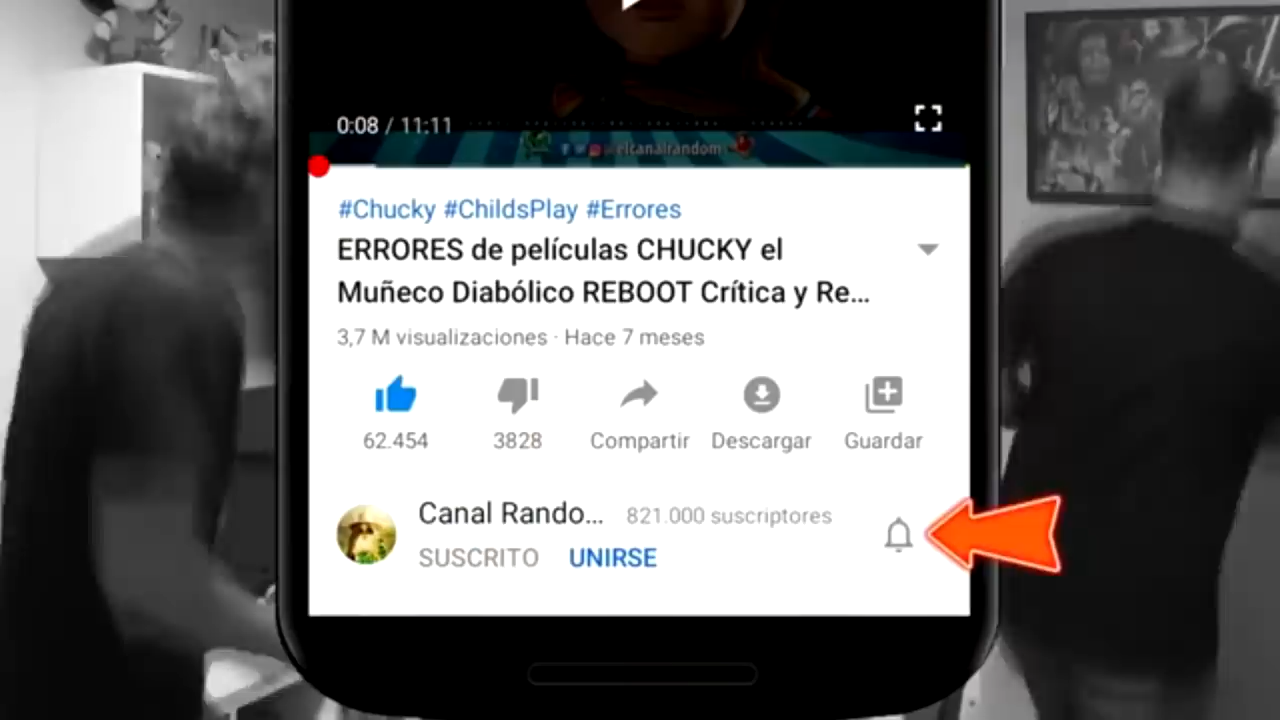 0:08 / 11:11
elcanalrandom
#Chucky #ChildsPlay #Errores
ERRORES de películas CHUCKY el
Muñeco Diabólico REBOOT Crítica y Re...
3,7 M visualizaciones · Hace 7 meses
62.454 3828 Compartir Descargar Guardar
Canal Rando... 821.000 suscriptores
SUSCRITO UNIRSE